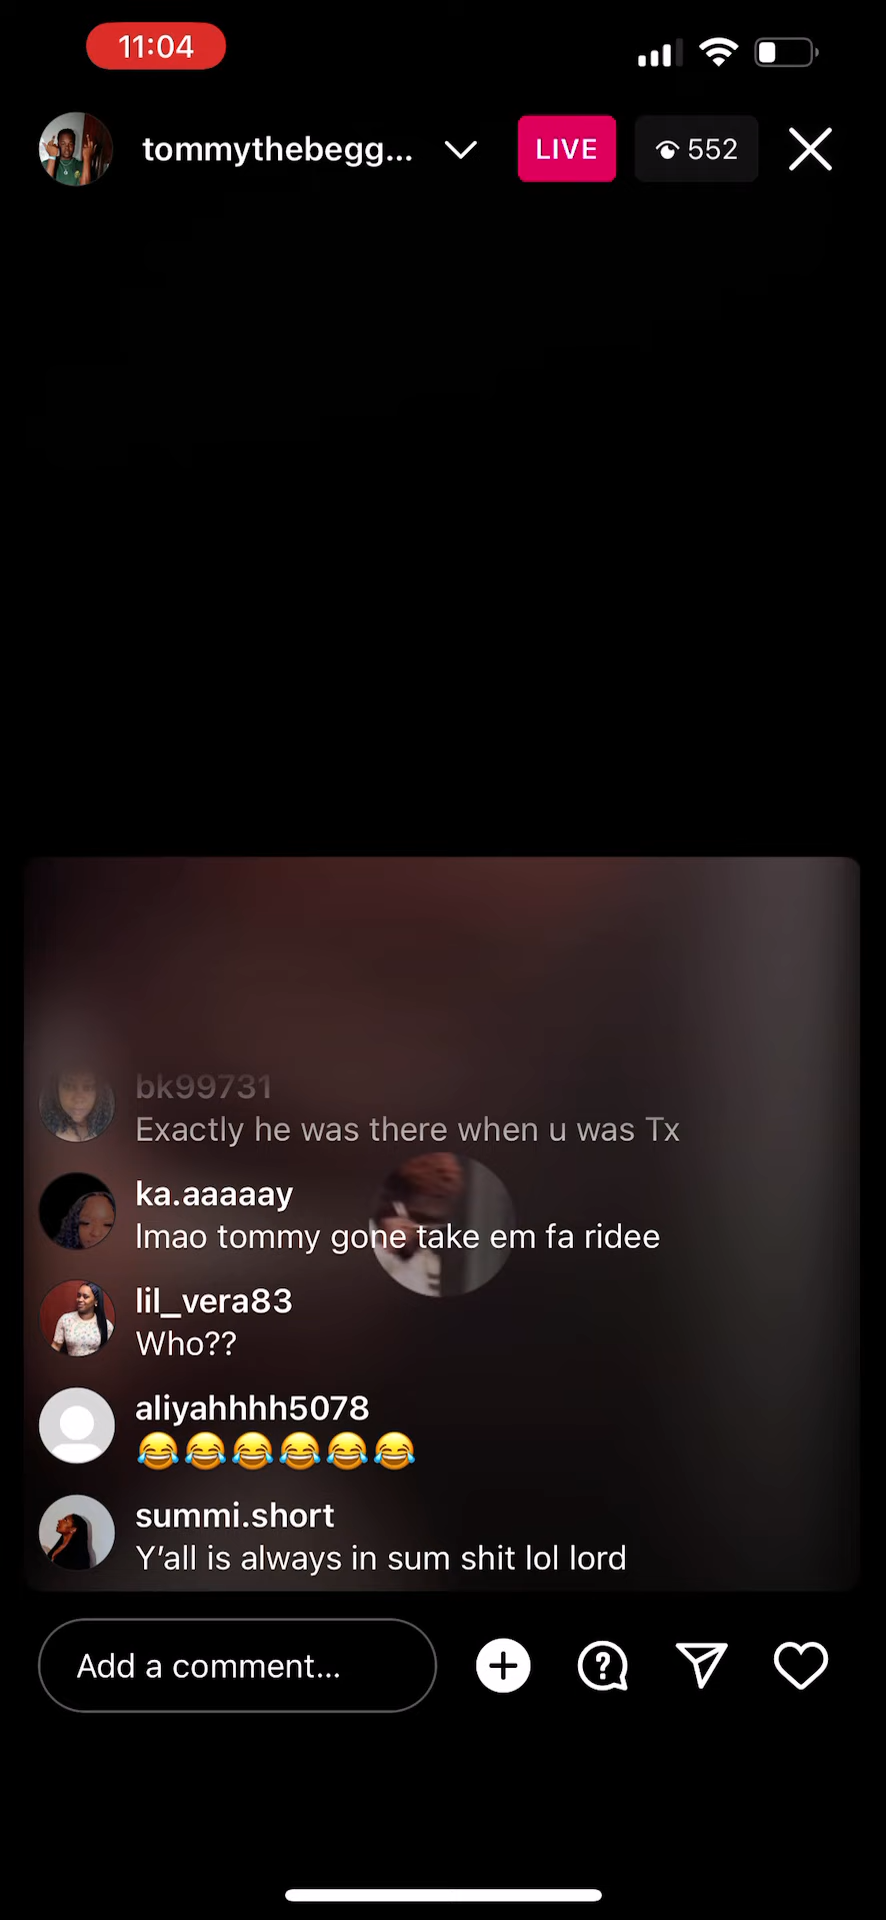 11:04
tommythebegg...
LIVE
552
bk99731
Exactly he was there when u was Tx
ka.aaaaay
lmao tommy gone take em fa ridee
lil_vera83
Who??
aliyahhhh5078
😂😂😂😂😂😂
summi.short
Y’all is always in sum shit lol lord
Add a comment...